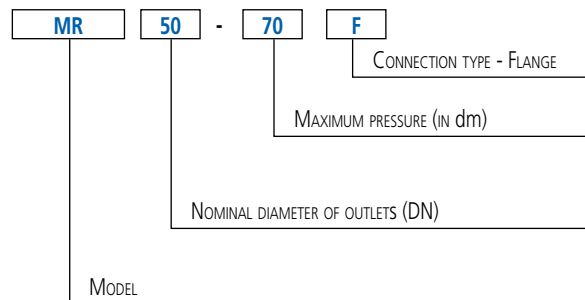 MR 50 - 70 F
Connection type - Flange
Maximum pressure (in dm)
Nominal diameter of outlets (DN)
Model